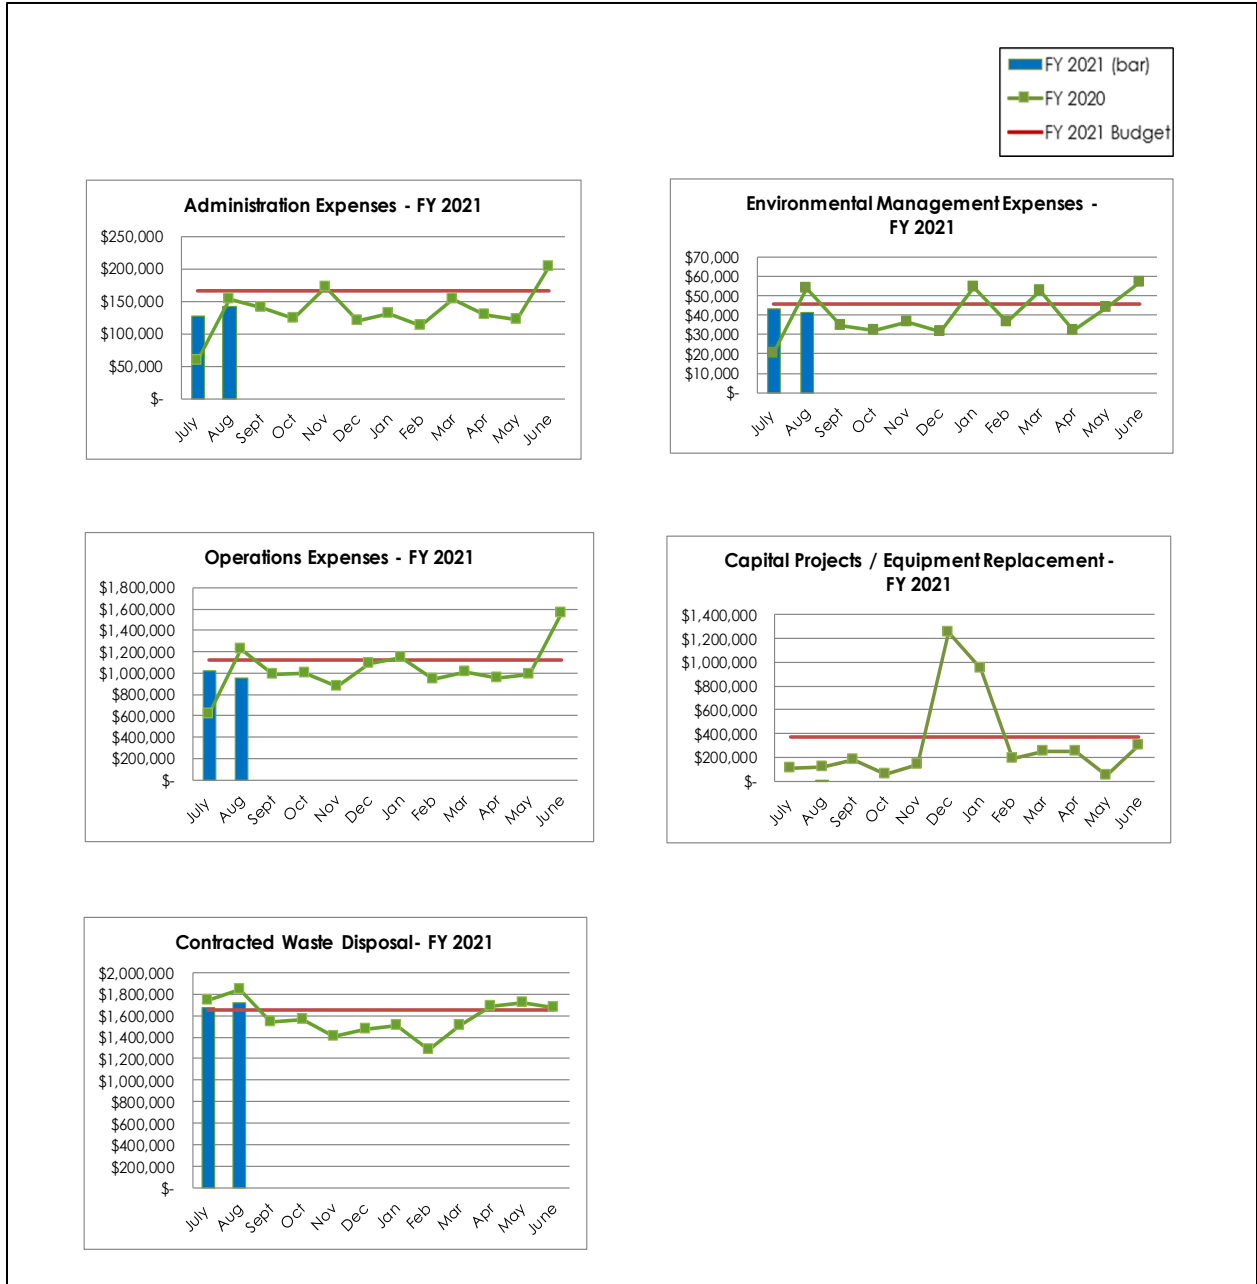 FY 2021 (bar)
FY 2020
FY 2021 Budget
Administration Expenses - FY 2021
$250,000
$200,000
$150,000
$100,000
$50,000
$-
July Aug Sept Oct Nov Dec Jan Feb Mar Apr May June
Environmental Management Expenses -
FY 2021
$70,000
$60,000
$50,000
$40,000
$30,000
$20,000
$10,000
$-
July Aug Sept Oct Nov Dec Jan Feb Mar Apr May June
Operations Expenses - FY 2021
$1,800,000
$1,600,000
$1,400,000
$1,200,000
$1,000,000
$800,000
$600,000
$400,000
$200,000
$-
July Aug Sept Oct Nov Dec Jan Feb Mar Apr May June
Capital Projects / Equipment Replacement -
FY 2021
$1,400,000
$1,200,000
$1,000,000
$800,000
$600,000
$400,000
$200,000
$-
July Aug Sept Oct Nov Dec Jan Feb Mar Apr May June
Contracted Waste Disposal- FY 2021
$2,000,000
$1,800,000
$1,600,000
$1,400,000
$1,200,000
$1,000,000
$800,000
$600,000
$400,000
$200,000
$-
July Aug Sept Oct Nov Dec Jan Feb Mar Apr May June